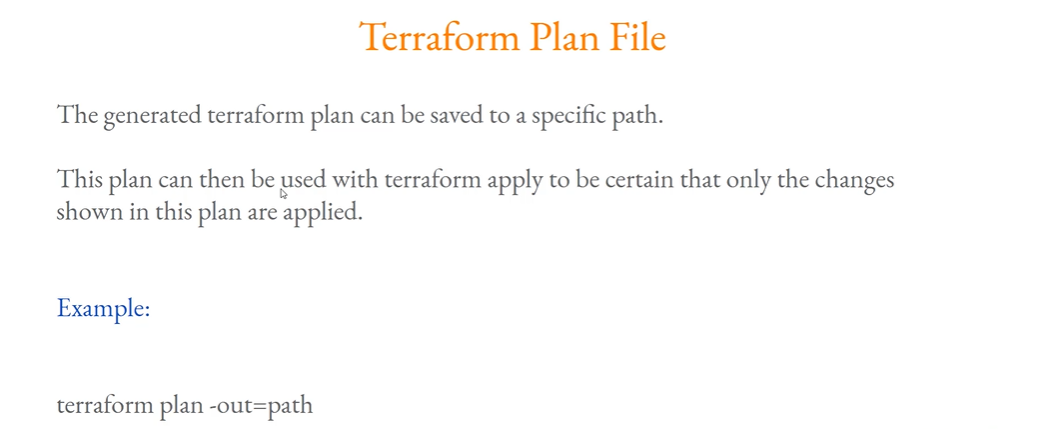 Terraform Plan File
The generated terraform plan can be saved to a specific path.
This plan can then be used with terraform apply to be certain that only the changes
shown in this plan are applied.
Example:
terraform plan -out=path